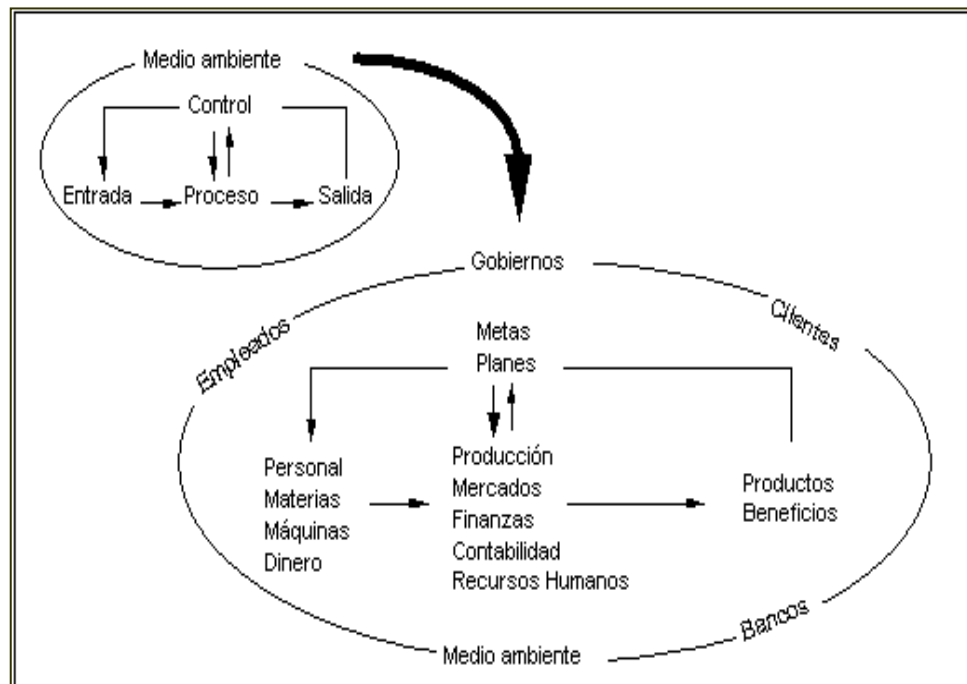 Medio ambiente
Control
Entrada Proceso Salida
Gobiernos
Empleados
Clientes
Metas
Planes
Personal
Materias
Máquinas
Dinero
Producción
Mercados
Finanzas
Contabilidad
Recursos Humanos
Productos
Beneficios
Bancos
Medio ambiente